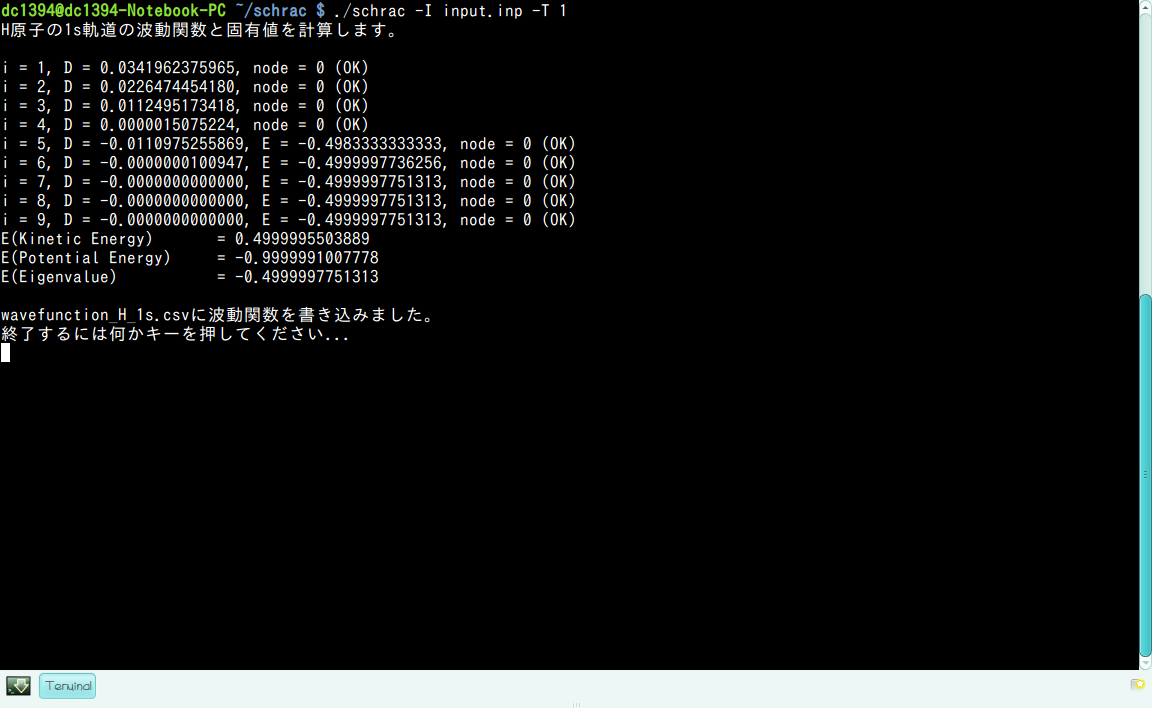 dc1394@dc1394-Notebook-PC ~/schrac $ ./schrac -I input.inp -T 1
H原子の1s軌道の波動関数と固有値を計算します。
i = 1, D = 0.0341962375965, node = 0 (OK)
i = 2, D = 0.0226474454180, node = 0 (OK)
i = 3, D = 0.0112495173418, node = 0 (OK)
i = 4, D = 0.0000015075224, node = 0 (OK)
i = 5, D = -0.0110975255869, E = -0.4983333333333, node = 0 (OK)
i = 6, D = -0.0000000100947, E = -0.4999997736256, node = 0 (OK)
i = 7, D = -0.0000000000000, E = -0.4999997751313, node = 0 (OK)
i = 8, D = -0.0000000000000, E = -0.4999997751313, node = 0 (OK)
i = 9, D = -0.0000000000000, E = -0.4999997751313, node = 0 (OK)
E(Kinetic Energy)       = 0.4999995503889
E(Potential Energy)     = -0.9999991007778
E(Eigenvalue)           = -0.4999997751313
wavefunction_H_1s.csvに波動関数を書き込みました。
終了するには何かキーを押してください...
Terminal